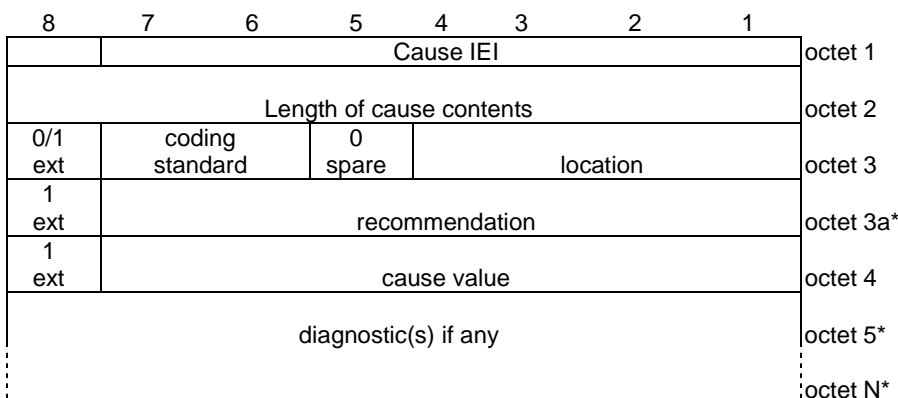 8 7 6 5 4 3 2 1
Cause IEI octet 1
Length of cause contents octet 2
0/1 coding 0
ext standard spare location octet 3
1
ext recommendation octet 3a*
1
ext cause value octet 4
diagnostic(s) if any octet 5*
octet N*